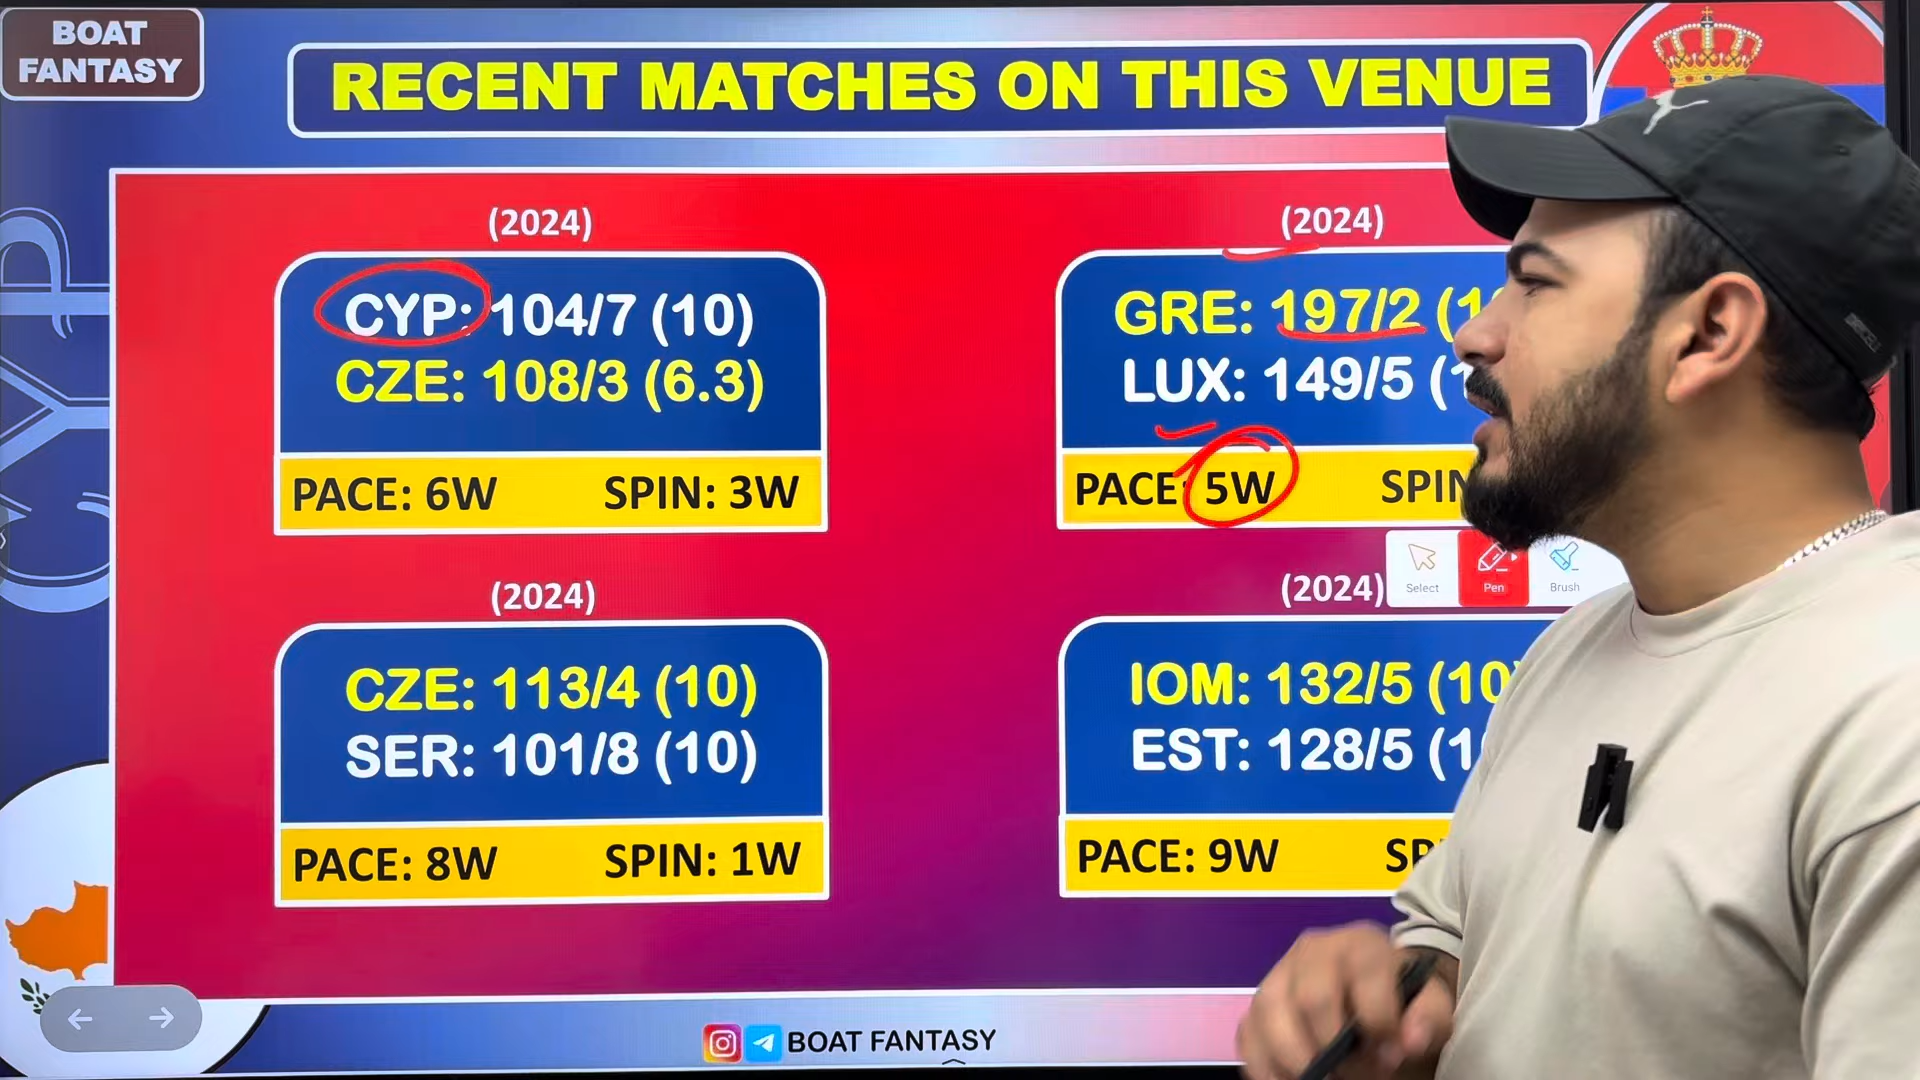 BOAT
FANTASY
RECENT MATCHES ON THIS VENUE
CYP
(2024)
CYP: 104/7 (10)
CZE: 108/3 (6.3)
PACE: 6W SPIN: 3W
(2024)
GRE: 197/2
LUX: 149/5
PACE: 5W
(2024)
CZE: 113/4 (10)
SER: 101/8 (10)
PACE: 8W SPIN: 1W
Select Pen Brush
(2024)
IOM: 132/5 (10
EST: 128/5
PACE: 9W
BOAT FANTASY